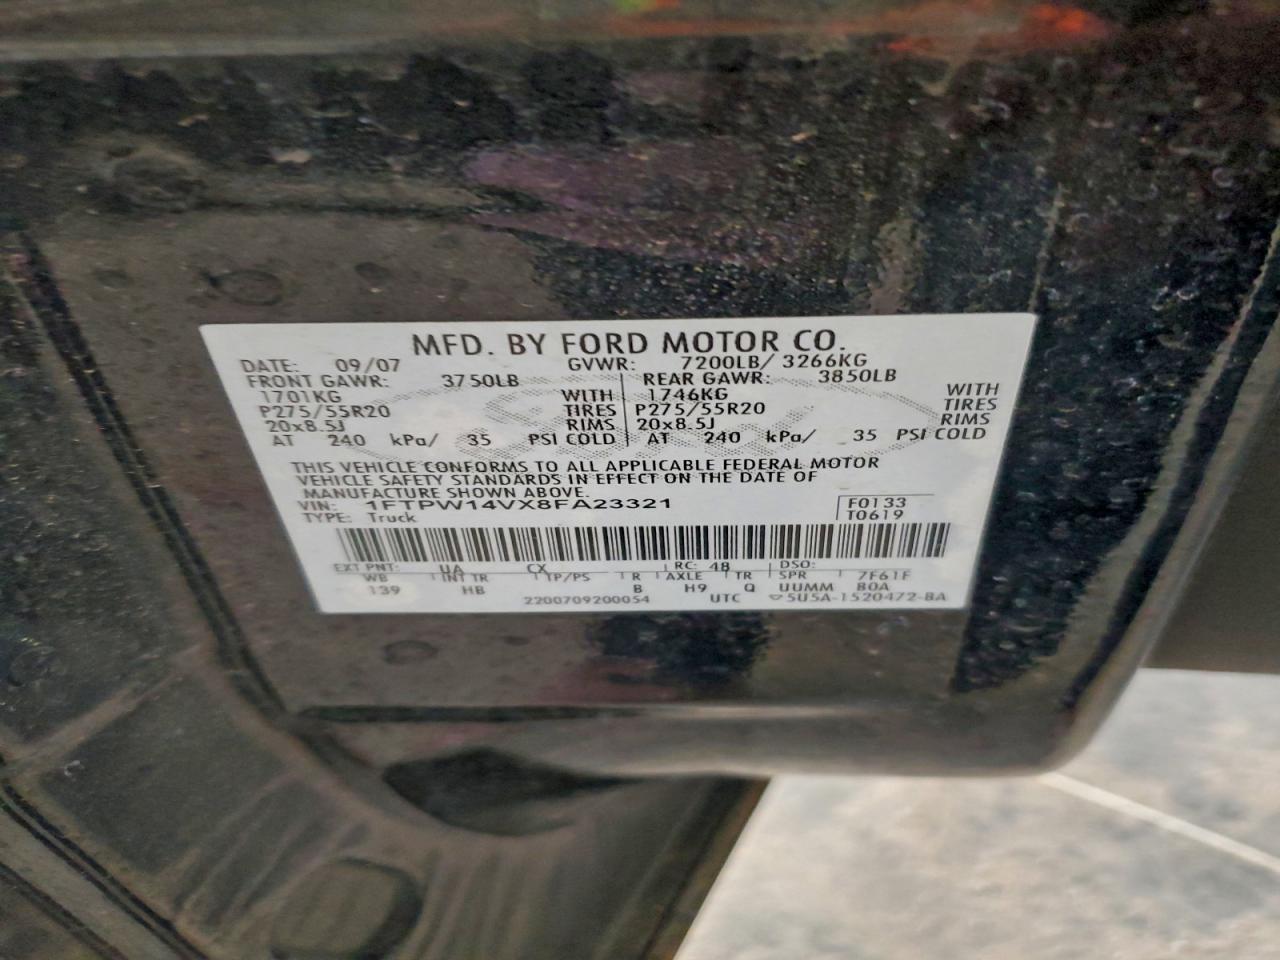 MFD. BY FORD MOTOR CO.
DATE: 09/07 GVWR: 7200LB/ 3266KG
FRONT GAWR: 3750LB REAR GAWR: 3850LB
1701KG WITH 1746KG WITH
P275/55R20 TIRES P275/55R20 TIRES
20x8.5J RIMS 20x8.5J RIMS
AT 240 kPa/ 35 PSI COLD AT 240 kPa/ 35 PSI COLD
THIS VEHICLE CONFORMS TO ALL APPLICABLE FEDERAL MOTOR
VEHICLE SAFETY STANDARDS IN EFFECT ON THE DATE OF
MANUFACTURE SHOWN ABOVE.
VIN: 1FTPW14VX8FA23321 F0133
TYPE: Truck T0619
EXT PNT: UA CX RC: 48 DSO:
WB INT TR TP/PS R AXLE TR SPR 7F61F
139 HB B H9 Q UUMM 80A
2200709200054 UTC 5U5A-1520472-BA